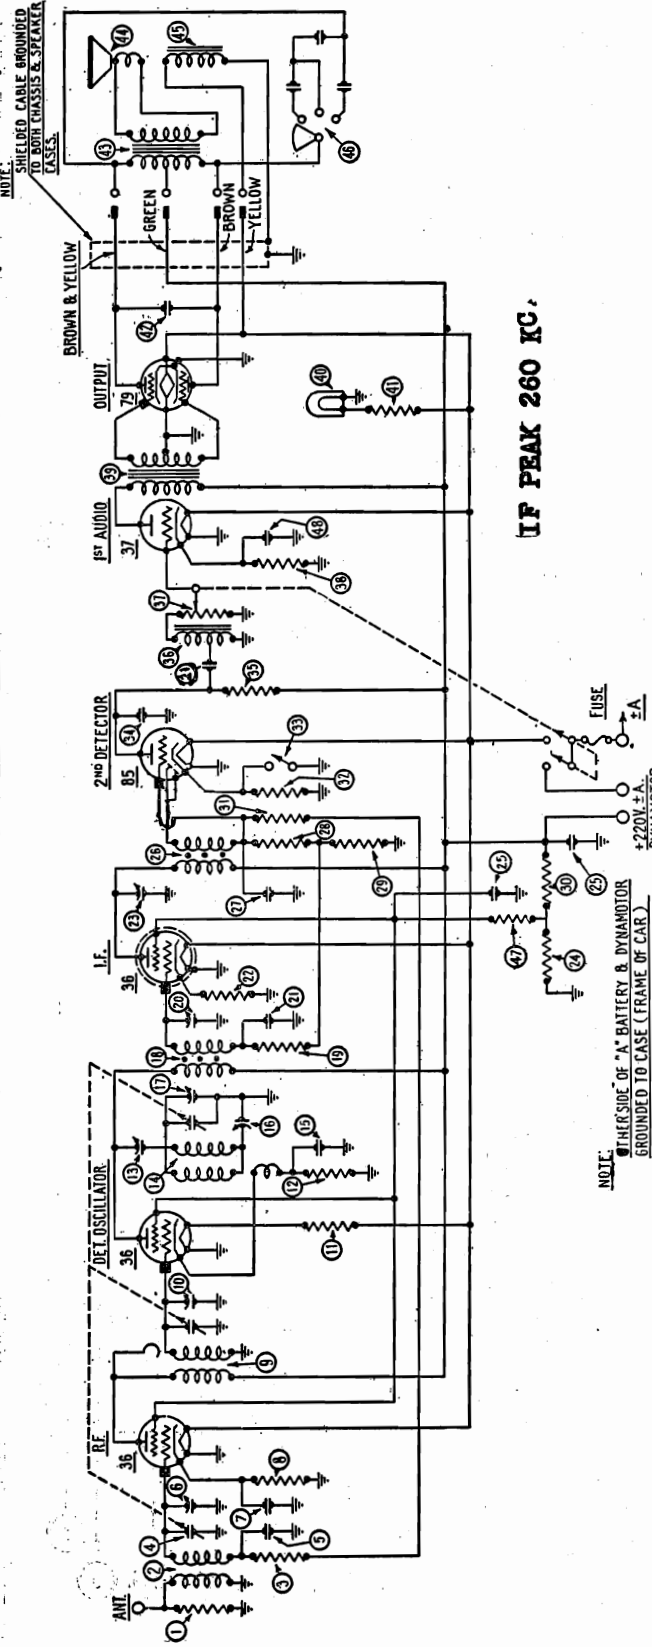 NOTE:
SHIELDED CABLE GROUNDED
TO BOTH CHASSIS & SPEAKER
CASES.
BROWN & YELLOW
GREEN
BROWN
YELLOW
ANT.
R.F.
36
DET. OSCILLATOR
36
I.F.
36
2ND DETECTOR
85
1ST AUDIO
37
OUTPUT
79
1
2
3
4
5
6
7
8
9
10
11
12
13
14
15
16
17
18
19
20
21
22
23
24
25
25
26
27
28
29
30
31
32
33
34
35
36
37
38
39
40
41
42
43
44
45
46
47
48
21
IF PEAK 260 KC.
FUSE
±A
+220V. ±A.
NOTE:
OTHER SIDE OF "A" BATTERY & DYNAMOTOR
GROUNDED TO CASE (FRAME OF CAR)